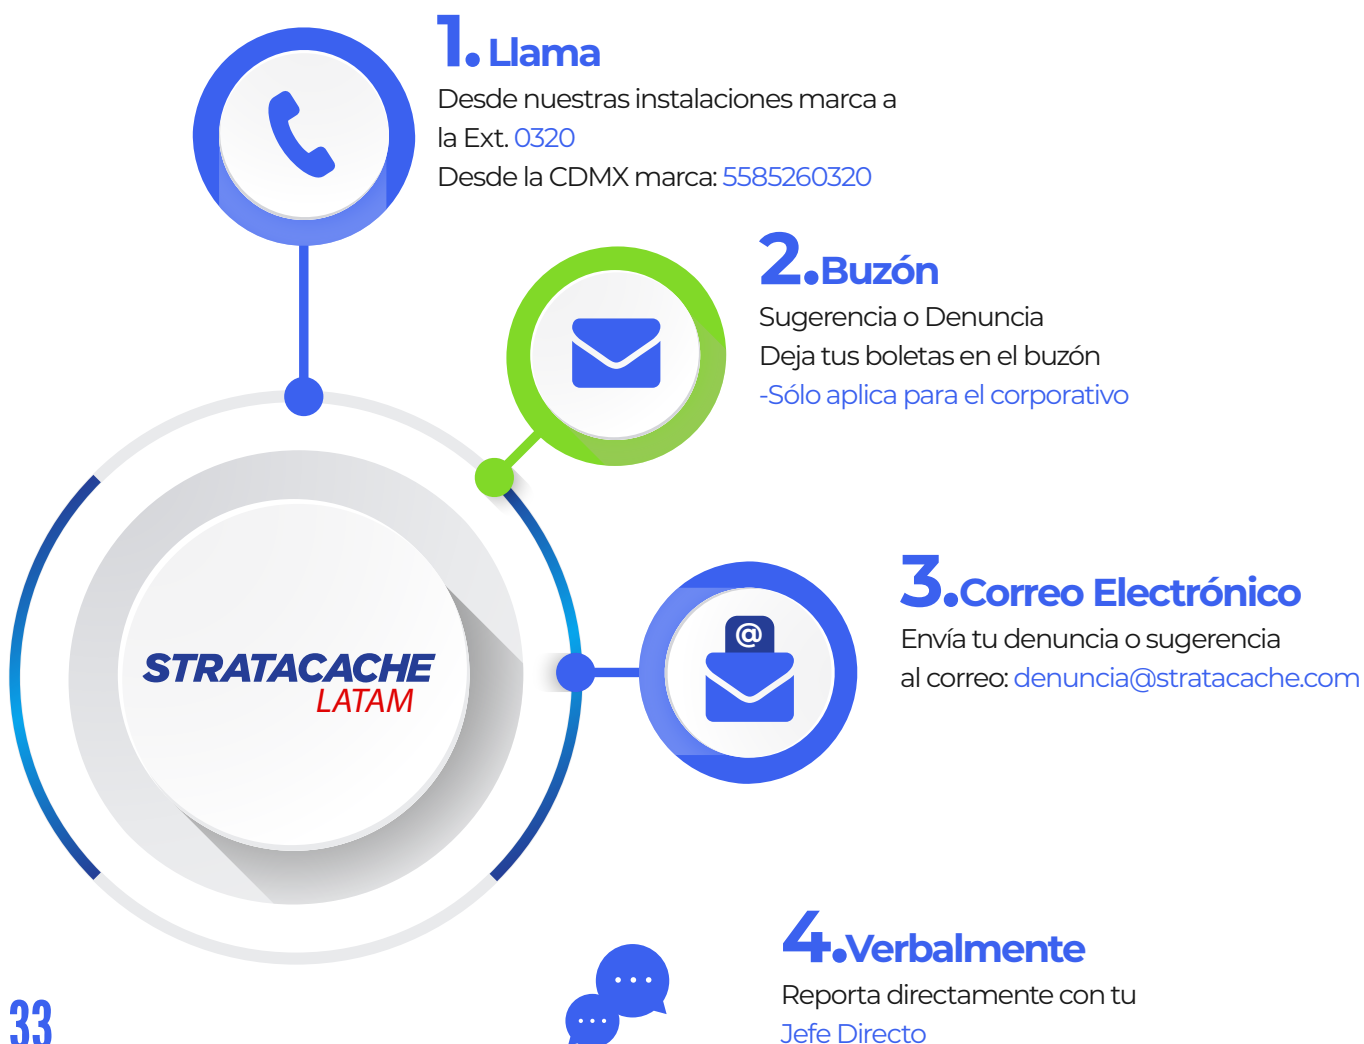 1. Llama
Desde nuestras instalaciones marca a
la Ext. 0320
Desde la CDMX marca: 5585260320
2.Buzón
Sugerencia o Denuncia
Deja tus boletas en el buzón
-Sólo aplica para el corporativo
@
3.Correo Electrónico
Envía tu denuncia o sugerencia
al correo: denuncia@stratacache.com
STRATACACHE
LATAM
4.Verbalmente
Reporta directamente con tu
Jefe Directo
33